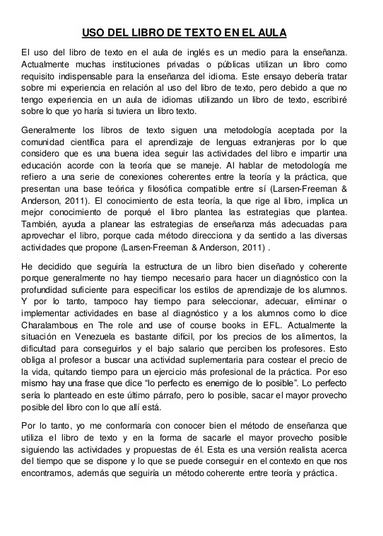 USO DEL LIBRO DE TEXTO EN EL AULA
El uso del libro de texto en el aula de inglés es un medio para la enseñanza.
Actualmente muchas instituciones privadas o públicas utilizan un libro como
requisito indispensable para la enseñanza del idioma. Este ensayo debería tratar
sobre mi experiencia en relación al uso del libro de texto, pero debido a que no
tengo experiencia en un aula de idiomas utilizando un libro de texto, escribiré
sobre lo que yo haría si tuviera un libro texto.
Generalmente los libros de texto siguen una metodología aceptada por la
comunidad científica para el aprendizaje de lenguas extranjeras por lo que
considero que es una buena idea seguir las actividades del libro e impartir una
educación acorde con la teoría que se maneje. Al hablar de metodología me
refiero a una serie de conexiones coherentes entre la teoría y la práctica, que
presentan una base teórica y filosófica compatible entre sí (Larsen-Freeman &
Anderson, 2011). El conocimiento de esta teoría, la que rige al libro, implica un
mejor conocimiento de porqué el libro plantea las estrategias que plantea.
También, ayuda a planear las estrategias de enseñanza más adecuadas para
aprovechar el libro, porque cada método direcciona y da sentido a las diversas
actividades que propone (Larsen-Freeman & Anderson, 2011) .
He decidido que seguiría la estructura de un libro bien diseñado y coherente
porque generalmente no hay tiempo necesario para hacer un diagnóstico con la
profundidad suficiente para especificar los estilos de aprendizaje de los alumnos.
Y por lo tanto, tampoco hay tiempo para seleccionar, adecuar, eliminar o
implementar actividades en base al diagnóstico y a los alumnos como lo dice
Charalambous en The role and use of course books in EFL. Actualmente la
situación en Venezuela es bastante difícil, por los precios de los alimentos, la
dificultad para conseguirlos y el bajo salario que perciben los profesores. Esto
obliga al profesor a buscar una actividad suplementaria para costear el precio de
la vida, quitando tiempo para un ejercicio más profesional de la práctica. Por eso
mismo hay una frase que dice “lo perfecto es enemigo de lo posible”. Lo perfecto
sería lo planteado en este último párrafo, pero lo posible, sacar el mayor provecho
posible del libro con lo que allí está.
Por lo tanto, yo me conformaría con conocer bien el método de enseñanza que
utiliza el libro de texto y en la forma de sacarle el mayor provecho posible
siguiendo las actividades y propuestas de él. Esta es una versión realista acerca
del tiempo que se dispone y lo que se puede conseguir en el contexto en que nos
encontramos, además que seguiría un método coherente entre teoría y práctica.